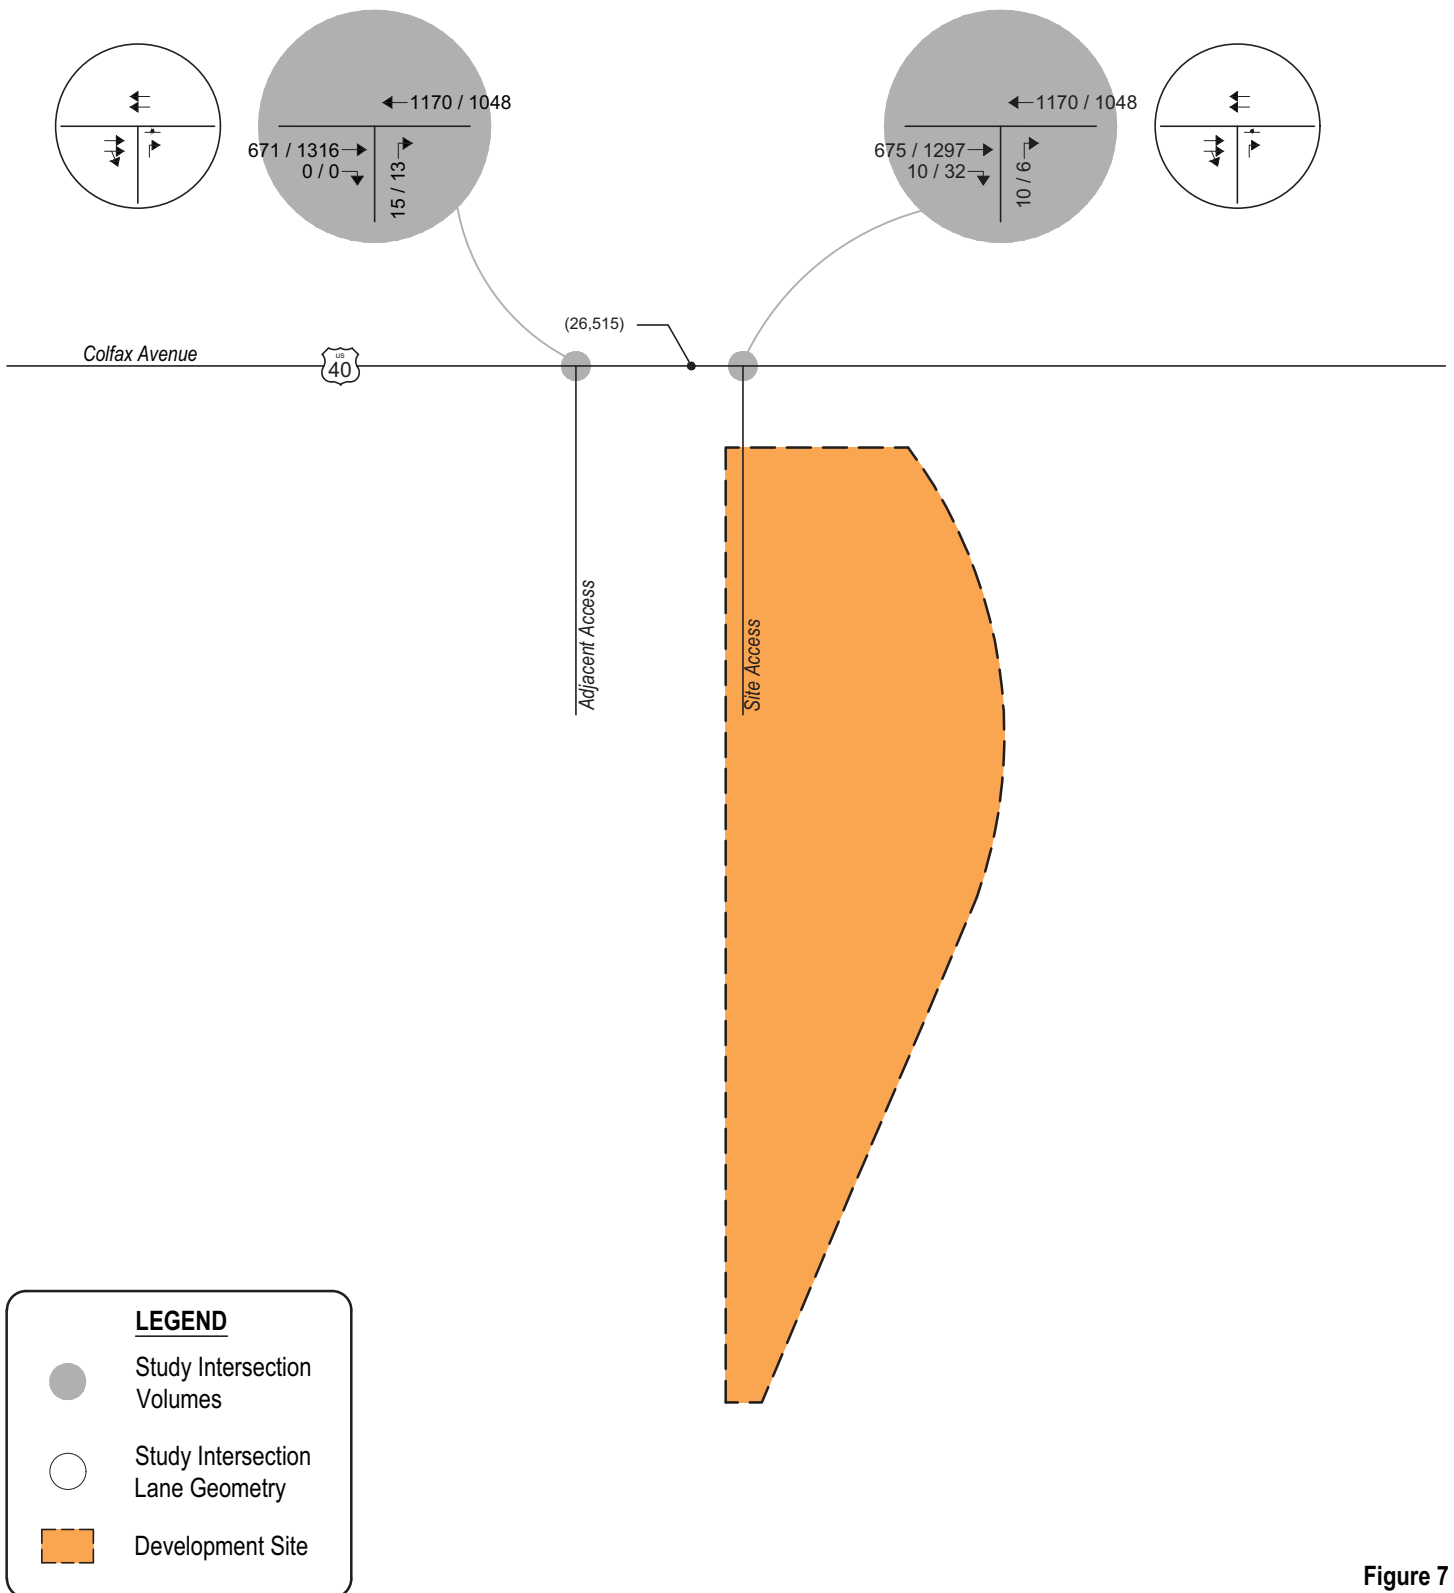 1170 / 1048
671 / 1316
0 / 0
15 / 13
1170 / 1048
675 / 1297
10 / 32
10 / 6
(26,515)
Colfax Avenue
US
40
Adjacent Access
Site Access
LEGEND
Study Intersection
Volumes
Study Intersection
Lane Geometry
Development Site
Figure 7